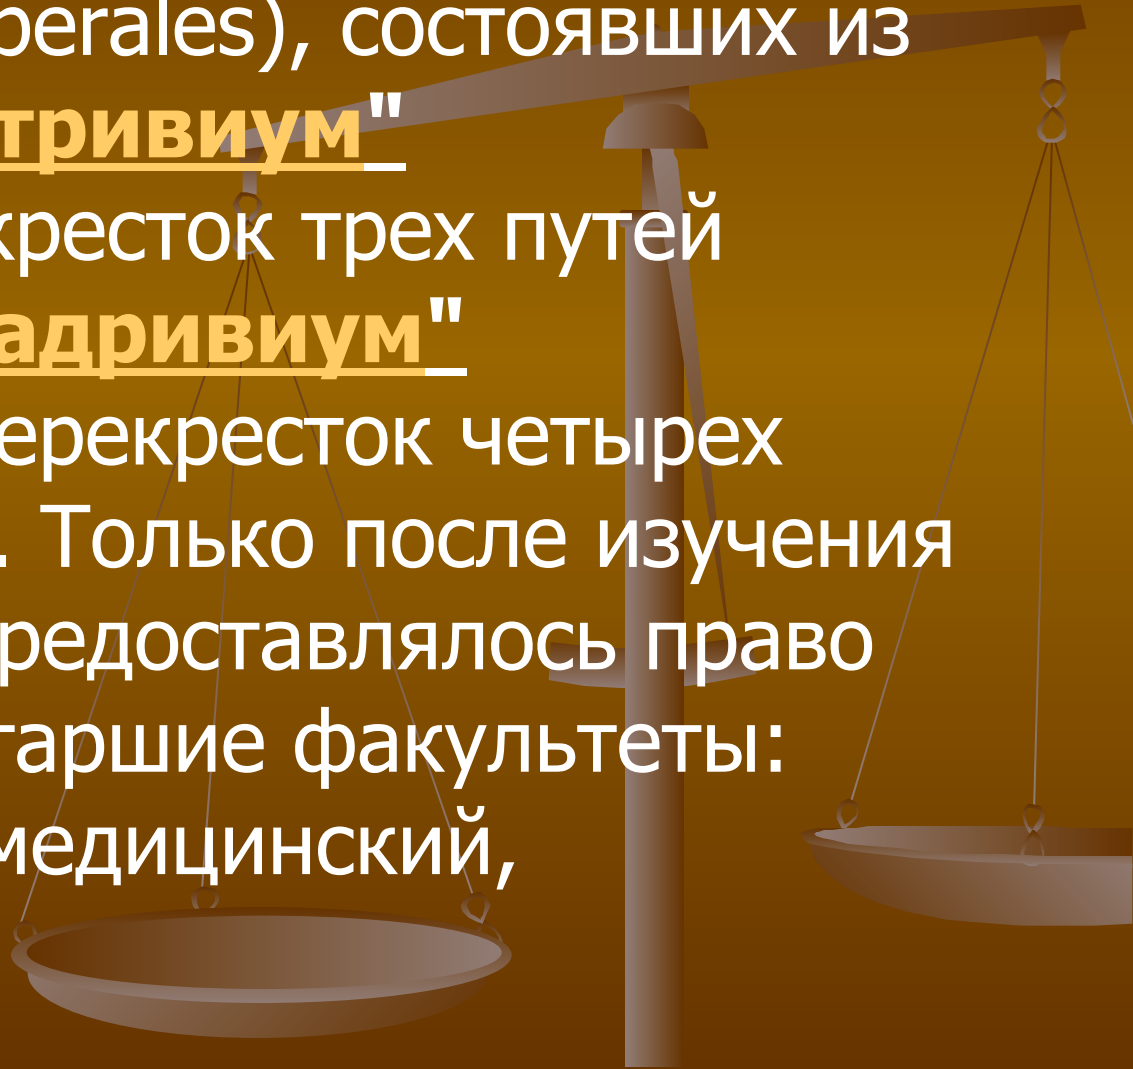 berales), состоявших из
тривиум"
кресток трех путей
адривиум"
ерекресток четырех
. Только после изучения
редоставлялось право
таршие факультеты:
медицинский,